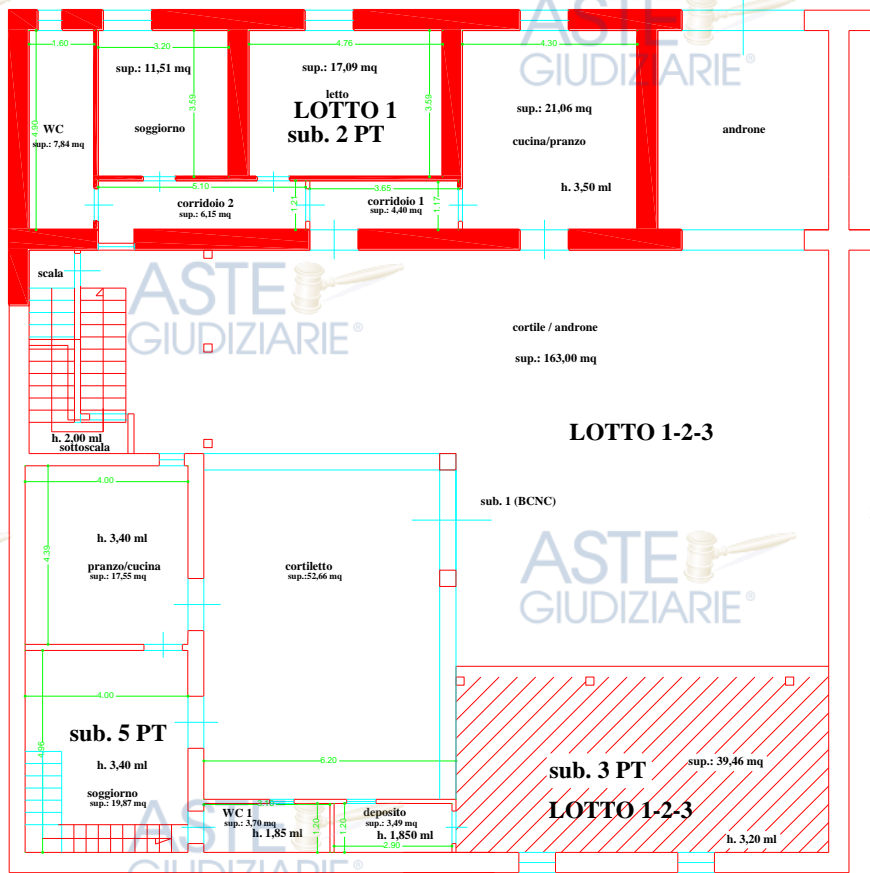 ASTE
GIUDIZIARIE®
1.60
3.20
4.76
4.30
sup.: 11,51 mq
sup.: 17,09 mq
letto
LOTTO 1
sub. 2 PT
sup.: 21,06 mq
3.59
3.59
4.90
WC
sup.: 7,84 mq
soggiorno
cucina/pranzo
androne
h. 3,50 ml
5.10
3.65
corridoio 2
sup.: 6,15 mq
1.21
corridoio 1
sup.: 4,40 mq
1.17
scala
ASTE
GIUDIZIARIE®
cortile / androne
sup.: 163,00 mq
LOTTO 1-2-3
h. 2,00 ml
sottoscala
4.00
sub. 1 (BCNC)
h. 3,40 ml
4.39
pranzo/cucina
sup.: 17,55 mq
cortiletto
sup.:52,66 mq
ASTE
GIUDIZIARIE®
4.00
4.96
sub. 5 PT
h. 3,40 ml
soggiorno
sup.: 19,87 mq
6.20
sub. 3 PT
sup.: 39,46 mq
LOTTO 1-2-3
h. 3,20 ml
WC 1
sup.: 3,70 mq
h. 1,85 ml
1.20
1.20
deposito
sup.: 3,49 mq
h. 1,850 ml
2.90
ASTE
GIUDIZIARIE®